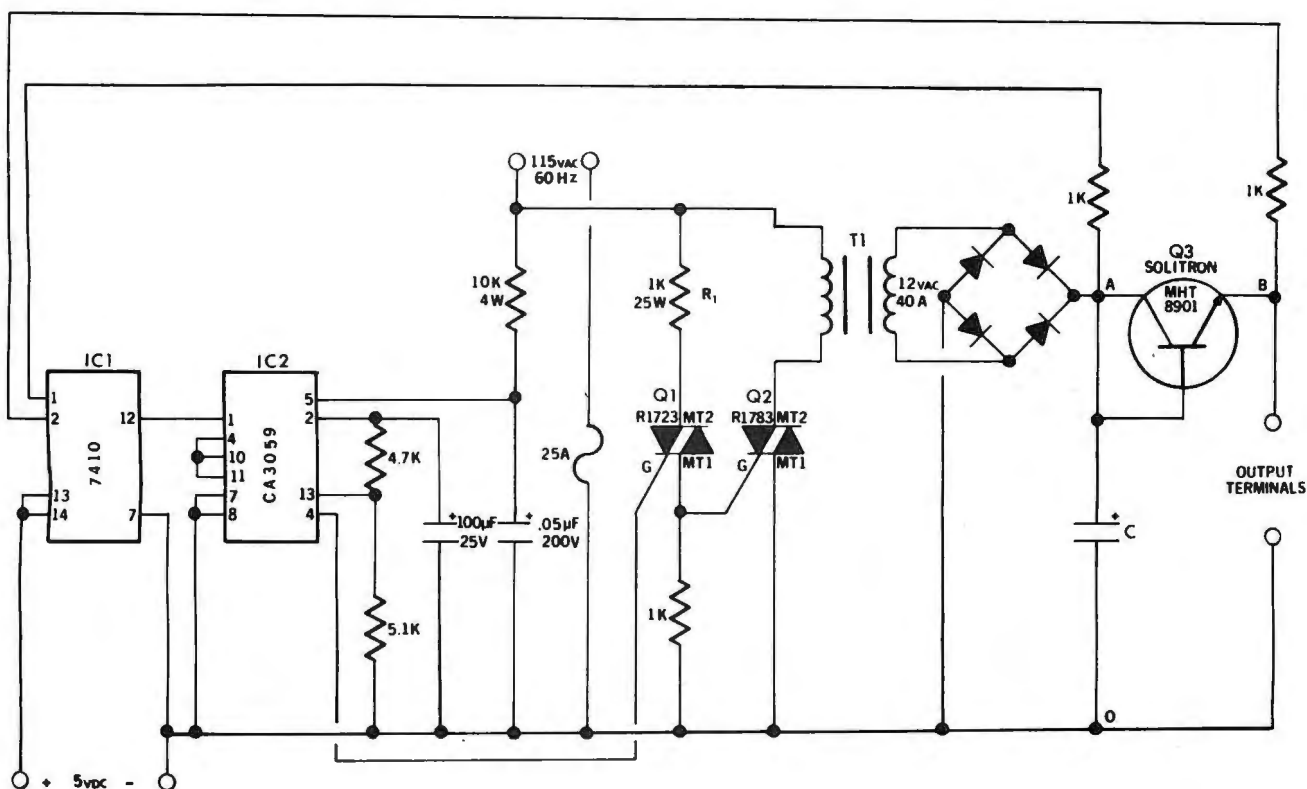 115VAC
60 Hz
1K
1K
10K
4W
1K
25W
R1
T1
12VAC
40 A
A
Q3
SOLITRON
MHT
8901
B
IC1
1
2
12
7410
13
14
7
IC2
1
4
10
11
7
8
5
2
13
4
CA3059
4.7K
5.1K
+
100µF
25V
+
.05µF
200V
25A
Q1
R1723
MT2
G
MT1
Q2
R1783
MT2
G
MT1
1K
+
C
OUTPUT
TERMINALS
O
+ 5VDC -